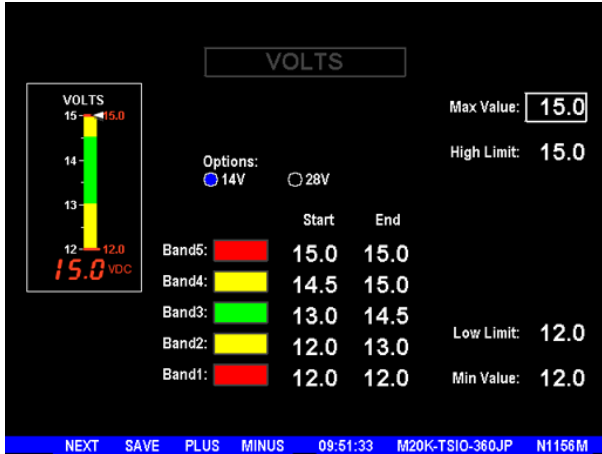 VOLTS
VOLTS
15 15.0
14
13
12 12.0
15.0 VDC
Options:
14V 28V
Start End
Band5: 15.0 15.0
Band4: 14.5 15.0
Band3: 13.0 14.5
Band2: 12.0 13.0
Band1: 12.0 12.0
Max Value: 15.0
High Limit: 15.0
Low Limit: 12.0
Min Value: 12.0
NEXT SAVE PLUS MINUS 09:51:33 M20K-TSIO-360JP N1156M